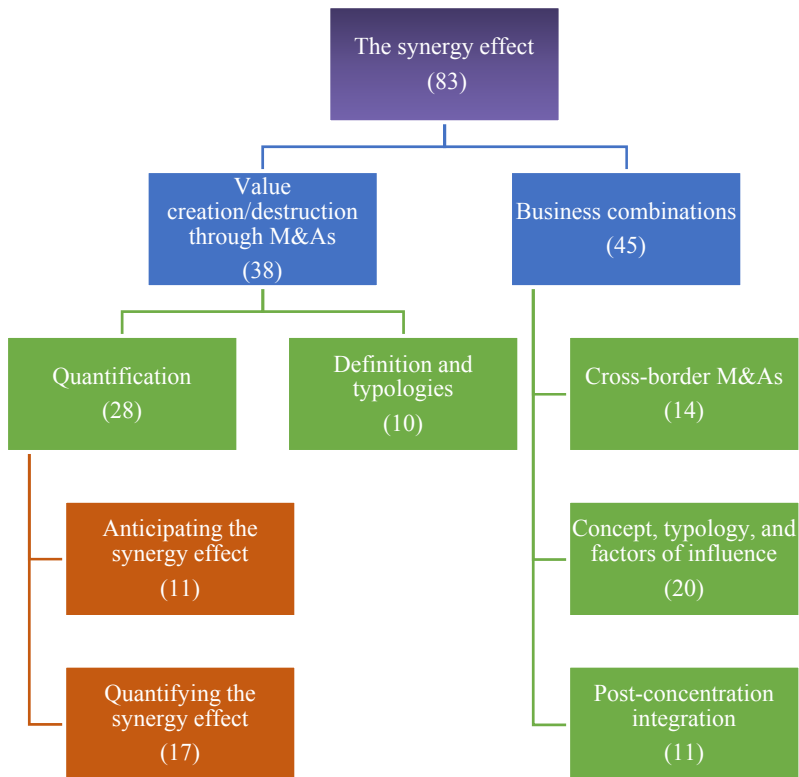 The synergy effect
(83)
Value
creation/destruction
through M&As
(38)
Business combinations
(45)
Quantification
(28)
Definition and
typologies
(10)
Cross-border M&As
(14)
Anticipating the
synergy effect
(11)
Concept, typology, and
factors of influence
(20)
Quantifying the
synergy effect
(17)
Post-concentration
integration
(11)